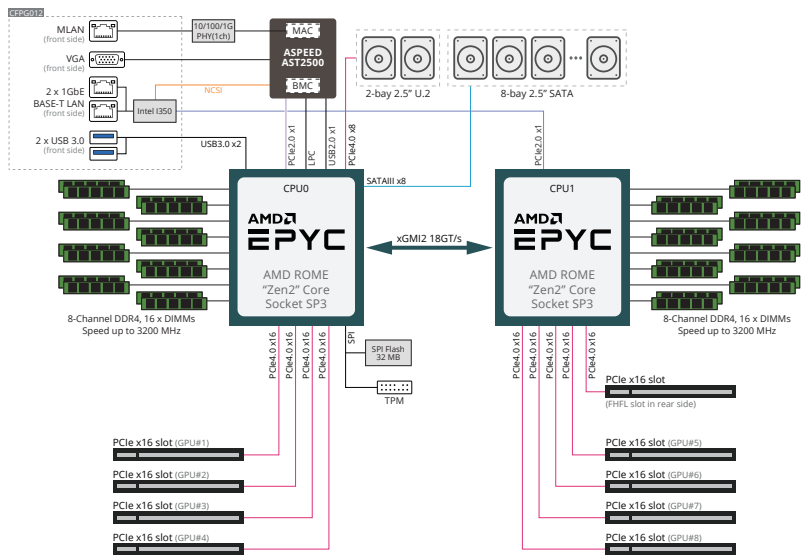 CFPG012
MLAN
(front side)
10/100/1G
PHY(1ch)
MAC
ASPEED
AST2500
BMC
VGA
(front side)
NCSI
2 x 1GbE
BASE-T LAN
(front side)
Intel I350
2 x USB 3.0
(front side)
USB3.0 x2
2-bay 2.5” U.2
8-bay 2.5” SATA
PCIe2.0 x1
LPC
USB2.0 x1
PCIe4.0 x8
SATAIII x8
PCIe2.0 x1
CPU0
AMD
EPYC
AMD ROME
“Zen2” Core
Socket SP3
xGMI2 18GT/s
CPU1
AMD
EPYC
AMD ROME
“Zen2” Core
Socket SP3
8-Channel DDR4, 16 x DIMMs
Speed up to 3200 MHz
8-Channel DDR4, 16 x DIMMs
Speed up to 3200 MHz
PCIe4.0 x16
PCIe4.0 x16
PCIe4.0 x16
PCIe4.0 x16
SPI
SPI Flash
32 MB
TPM
PCIe4.0 x16
PCIe4.0 x16
PCIe4.0 x16
PCIe4.0 x16
PCIe4.0 x16
PCIe x16 slot
(FHFL slot in rear side)
PCIe x16 slot (GPU#1)
PCIe x16 slot (GPU#2)
PCIe x16 slot (GPU#3)
PCIe x16 slot (GPU#4)
PCIe x16 slot (GPU#5)
PCIe x16 slot (GPU#6)
PCIe x16 slot (GPU#7)
PCIe x16 slot (GPU#8)